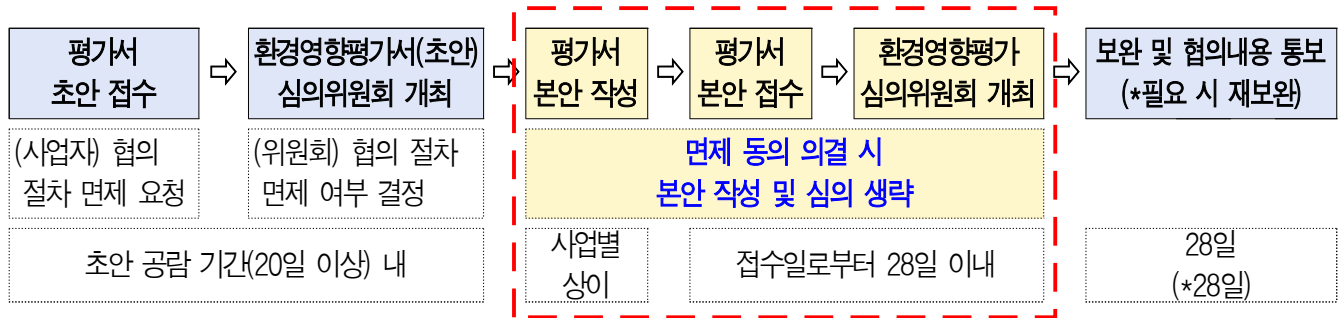 평가서
초안 접수
환경영향평가서(초안)
심의위원회 개최
평가서
본안 작성
평가서
본안 접수
환경영향평가
심의위원회 개최
보완 및 협의내용 통보
(*필요 시 재보완)
(사업자) 협의
절차 면제 요청
(위원회) 협의 절차
면제 여부 결정
면제 동의 의결 시
본안 작성 및 심의 생략
초안 공람 기간(20일 이상) 내
사업별
상이
접수일로부터 28일 이내
28일
(*28일)